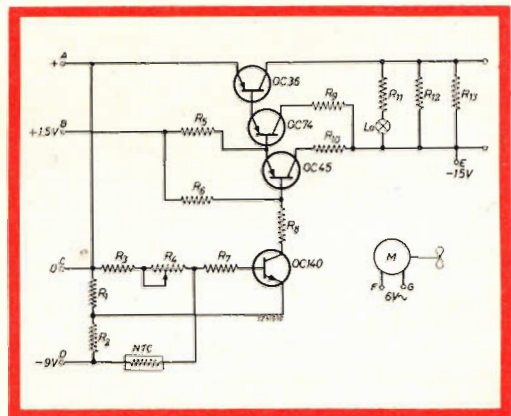 + A
OC36
R9
R11
R12
R13
OC74
+15V B
R5
La
R10
OC45
E
-15V
R6
R8
0 C
R3
R4
R7
OC140
M
F
G
6V~
R1
R2
NTC
-9V D